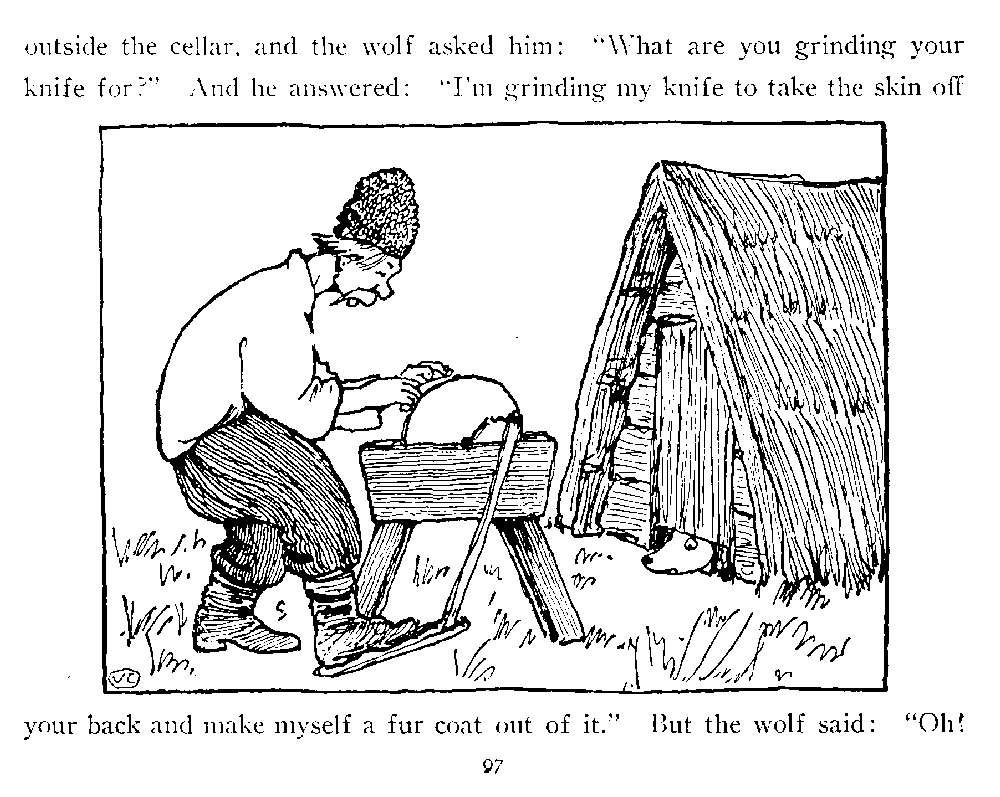 outside the cellar, and the wolf asked him: "What are you grinding your
knife for?" And he answered: "I'm grinding my knife to take the skin off
your back and make myself a fur coat out of it." But the wolf said: "Oh!
97